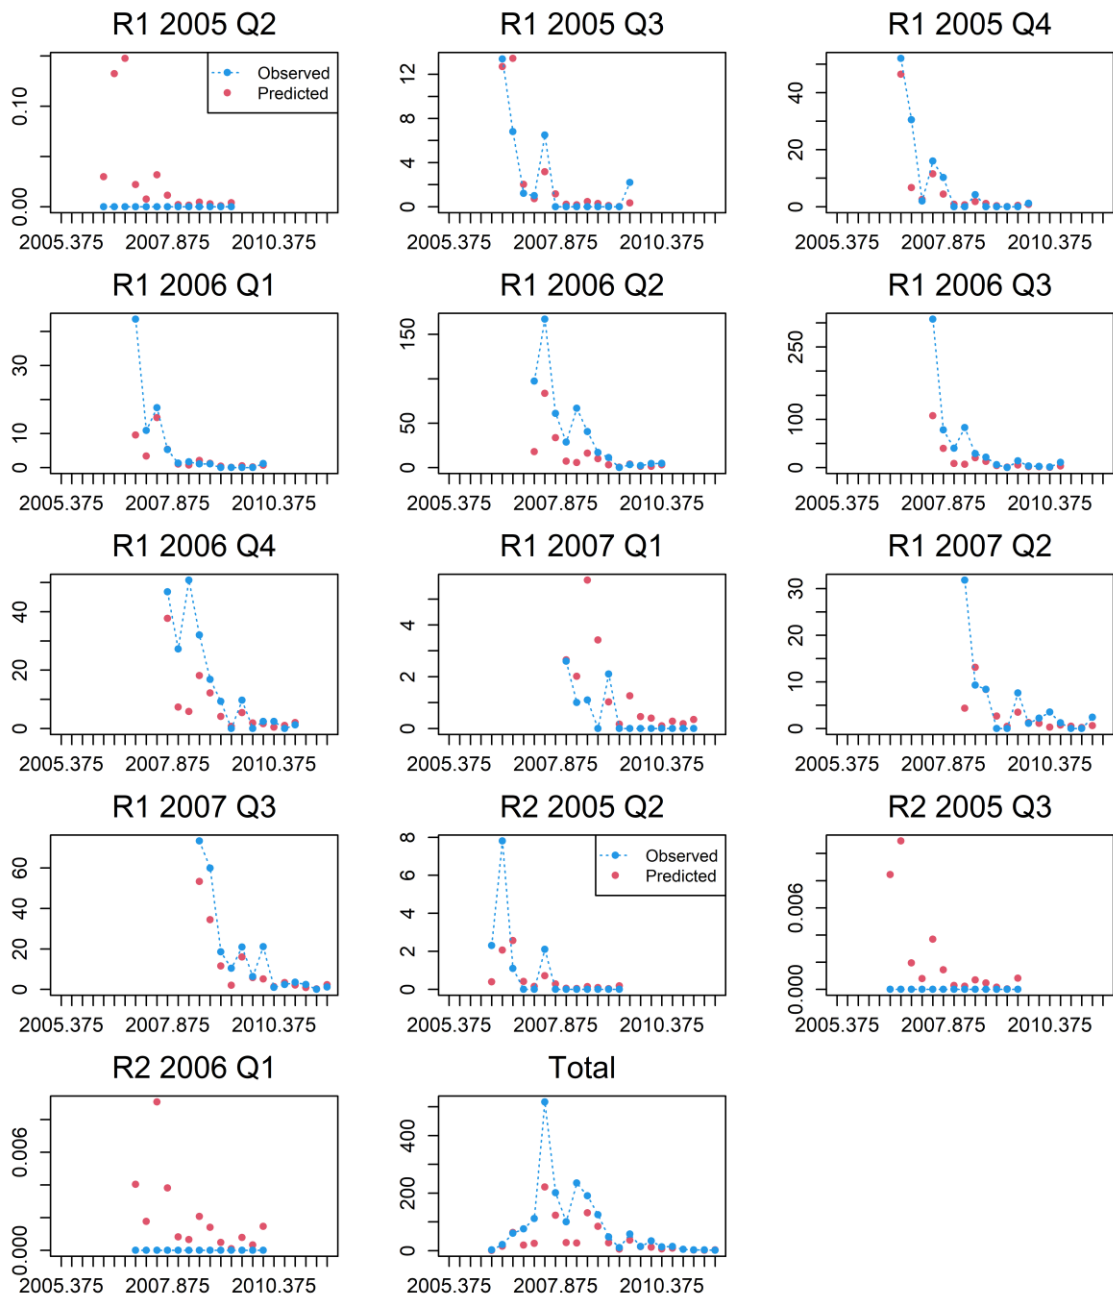 R1 2005 Q2
R1 2005 Q3
R1 2005 Q4
Observed
Predicted
0.10
0.00
12
8
4
0
40
20
0
2005.375 2007.875 2010.375
2005.375 2007.875 2010.375
2005.375 2007.875 2010.375
R1 2006 Q1
R1 2006 Q2
R1 2006 Q3
30
10
0
150
50
0
250
100
0
2005.375 2007.875 2010.375
2005.375 2007.875 2010.375
2005.375 2007.875 2010.375
R1 2006 Q4
R1 2007 Q1
R1 2007 Q2
40
20
0
4
2
0
30
20
10
0
2005.375 2007.875 2010.375
2005.375 2007.875 2010.375
2005.375 2007.875 2010.375
R1 2007 Q3
R2 2005 Q2
R2 2005 Q3
60
40
20
0
8
6
4
2
0
Observed
Predicted
0.006
0.000
2005.375 2007.875 2010.375
2005.375 2007.875 2010.375
2005.375 2007.875 2010.375
R2 2006 Q1
Total
0.006
0.000
400
200
0
2005.375 2007.875 2010.375
2005.375 2007.875 2010.375